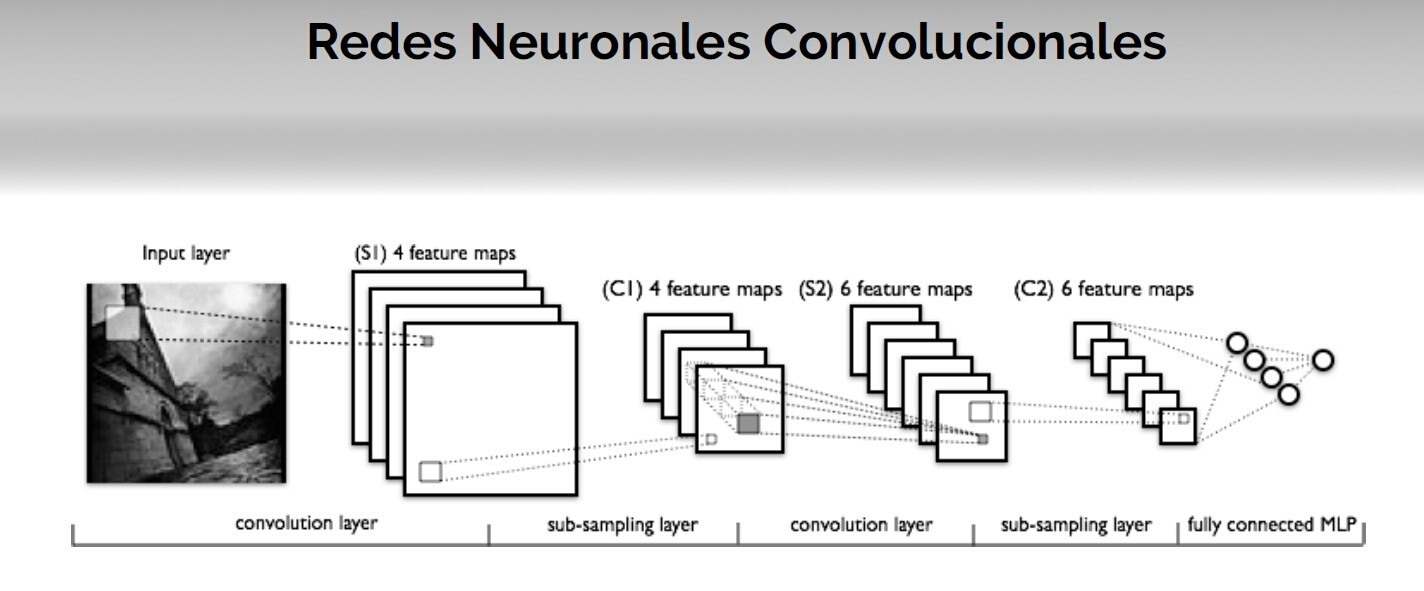 Redes Neuronales Convolucionales
Input layer
(S1) 4 feature maps
(C1) 4 feature maps
(S2) 6 feature maps
(C2) 6 feature maps
convolution layer
sub-sampling layer
convolution layer
sub-sampling layer
fully connected MLP